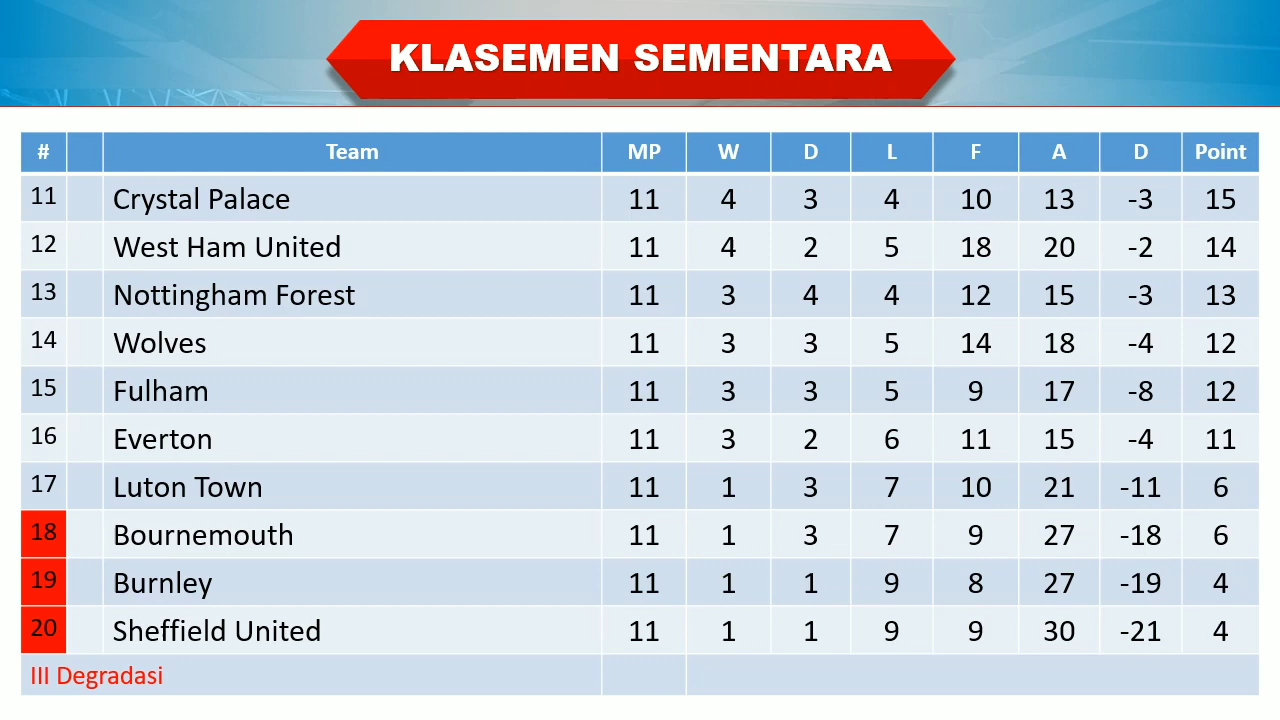 KLASEMEN SEMENTARA
# Team MP W D L F A D Point
11 Crystal Palace 11 4 3 4 10 13 -3 15
12 West Ham United 11 4 2 5 18 20 -2 14
13 Nottingham Forest 11 3 4 4 12 15 -3 13
14 Wolves 11 3 3 5 14 18 -4 12
15 Fulham 11 3 3 5 9 17 -8 12
16 Everton 11 3 2 6 11 15 -4 11
17 Luton Town 11 1 3 7 10 21 -11 6
18 Bournemouth 11 1 3 7 9 27 -18 6
19 Burnley 11 1 1 9 8 27 -19 4
20 Sheffield United 11 1 1 9 9 30 -21 4
III Degradasi